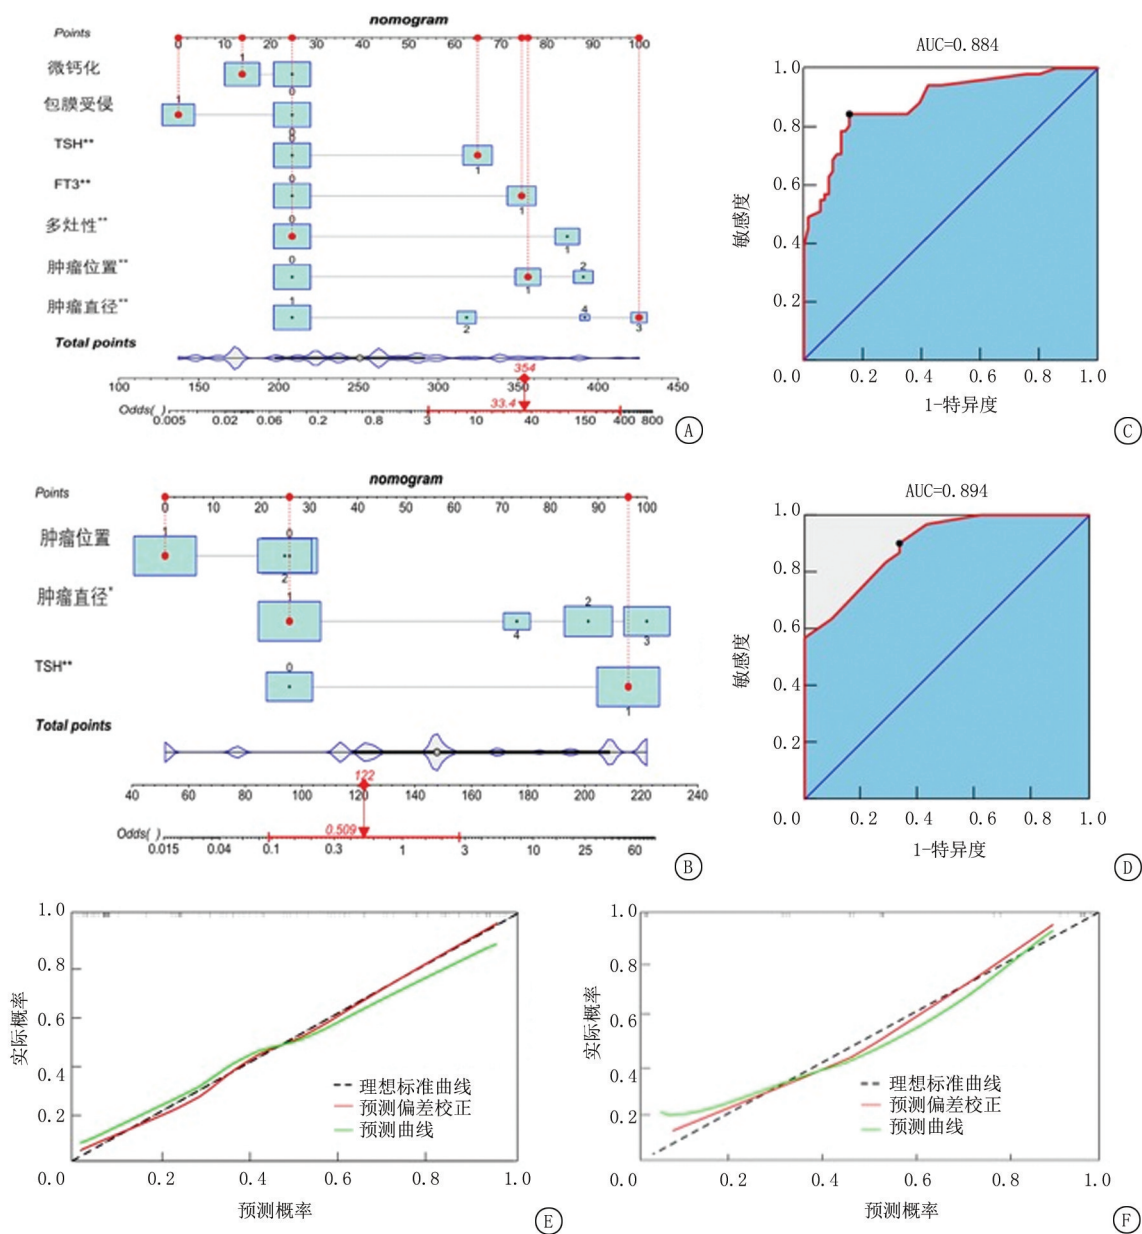 nomogram
Points
0 10 20 30 40 50 60 70 80 90 100
微钙化
1
0
包膜受侵
1
0
TSH**
0
1
FT3**
0
1
多灶性**
0
1
肿瘤位置**
0
1
2
肿瘤直径**
1
2
4
3
Total points
354
100 150 200 250 300 350 400 450
33.4
Odds( )
0.005 0.02 0.06 0.2 0.8 3 10 40 150 400 800
A
AUC=0.884
1.0
0.8
0.6
0.4
0.2
敏感度
0.0 0.2 0.4 0.6 0.8 1.0
1-特异度
C
nomogram
Points
0 10 20 30 40 50 60 70 80 90 100
肿瘤位置
1
0
2
肿瘤直径*
1
4
2
3
TSH**
0
1
Total points
122
40 60 80 100 120 140 160 180 200 220 240
0.509
Odds( )
0.015 0.04 0.1 0.3 1 3 10 25 60
B
AUC=0.894
1.0
0.8
0.6
0.4
0.2
敏感度
0.0 0.2 0.4 0.6 0.8 1.0
1-特异度
D
1.0
0.8
0.6
0.4
0.2
实际概率
理想标准曲线
预测偏差校正
预测曲线
0.0 0.2 0.4 0.6 0.8 1.0
预测概率
E
1.0
0.8
0.6
0.4
0.2
实际概率
理想标准曲线
预测偏差校正
预测曲线
0.0 0.2 0.4 0.6 0.8 1.0
预测概率
F